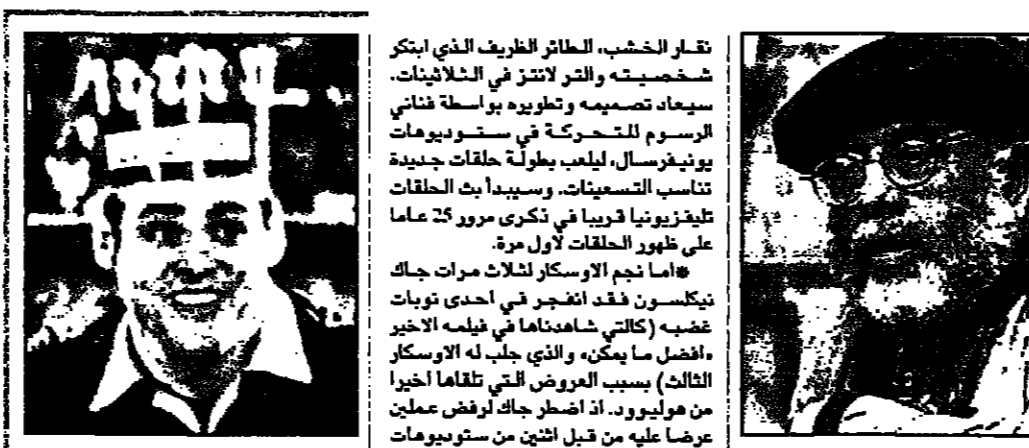 نقار الخشب، الطائر الظريف الذي ابتكر
شخصيته والتر لانتز في الثلاثينات.
سيعاد تصميمه وتطويره بواسطة فناني
الرسوم المتحركة في ستوديوهات
يونيفرسال، ليلعب بطولة حلقات جديدة
تناسب التسعينات. وسيبدأ بث الحلقات
تليفزيونيا قريبا في ذكرى مرور 25 عاما
على ظهور الحلقات لاول مرة.
*اما نجم الاوسكار لثلاث مرات جاك
نيكلسون فقد انفجر في احدى نوبات
غضبه (كالتي شاهدناها في فيلمه الاخير
«افضل ما يمكن» والذي جلب له الاوسكار
الثالث) بسبب العروض التي تلقاها اخيرا
من هوليوود. اذ اضطر جاك لرفض عملين
عرضا عليه من قبل اثنين من ستوديوهات